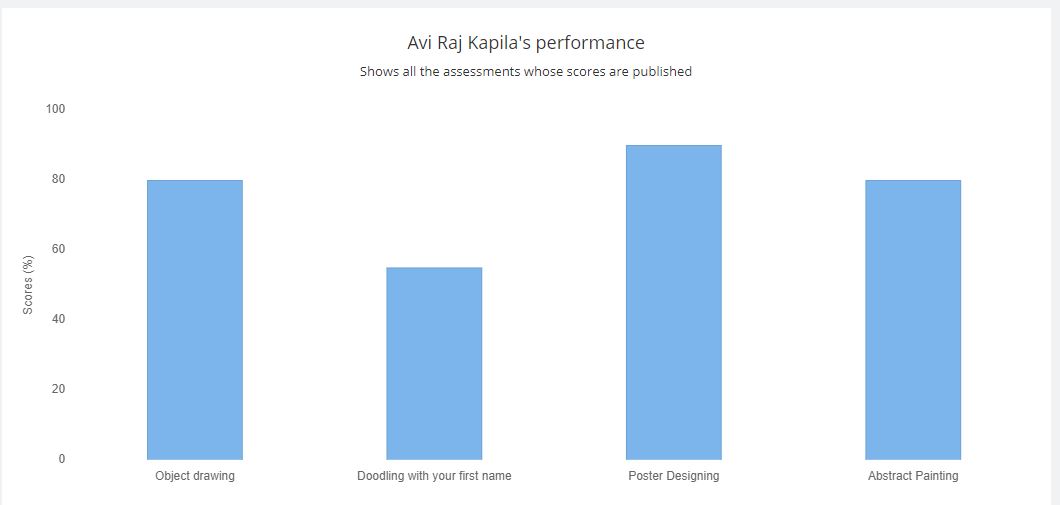 Avi Raj Kapila's performance
Shows all the assessments whose scores are published
100
80
60
40
20
0
Scores (%)
Object drawing
Doodling with your first name
Poster Designing
Abstract Painting